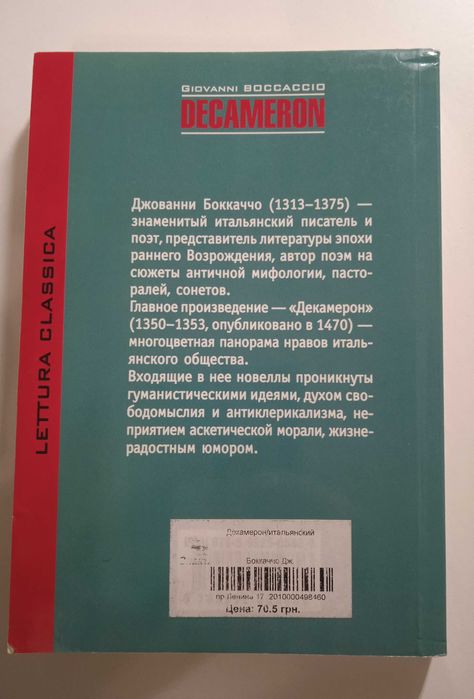 Giovanni BOCCACCIO
DECAMERON
Джованни Боккаччо (1313–1375) —
знаменитый итальянский писатель и
поэт, представитель литературы эпохи
раннего Возрождения, автор поэм на
сюжеты античной мифологии, пасто-
ралей, сонетов.
Главное произведение — «Декамерон»
(1350–1353, опубликовано в 1470) —
многоцветная панорама нравов италь-
янского общества.
Входящие в нее новеллы проникнуты
гуманистическими идеями, духом сво-
бодомыслия и антиклерикализма, не-
приятием аскетической морали, жизне-
радостным юмором.
LETTURA CLASSICA
Декамерон/итальянский
Боккаччо Дж.
пр Ленина 17 2010000498460
Цена: 70.5 грн.